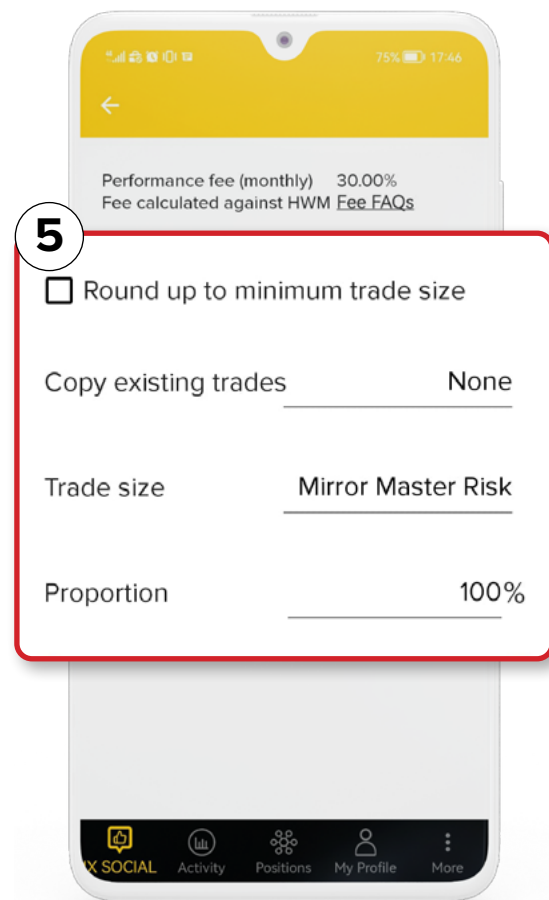 75% 17:46
Performance fee (monthly) 30.00%
Fee calculated against HWM Fee FAQs
5
Round up to minimum trade size
Copy existing trades None
Trade size Mirror Master Risk
Proportion 100%
X SOCIAL Activity Positions My Profile More